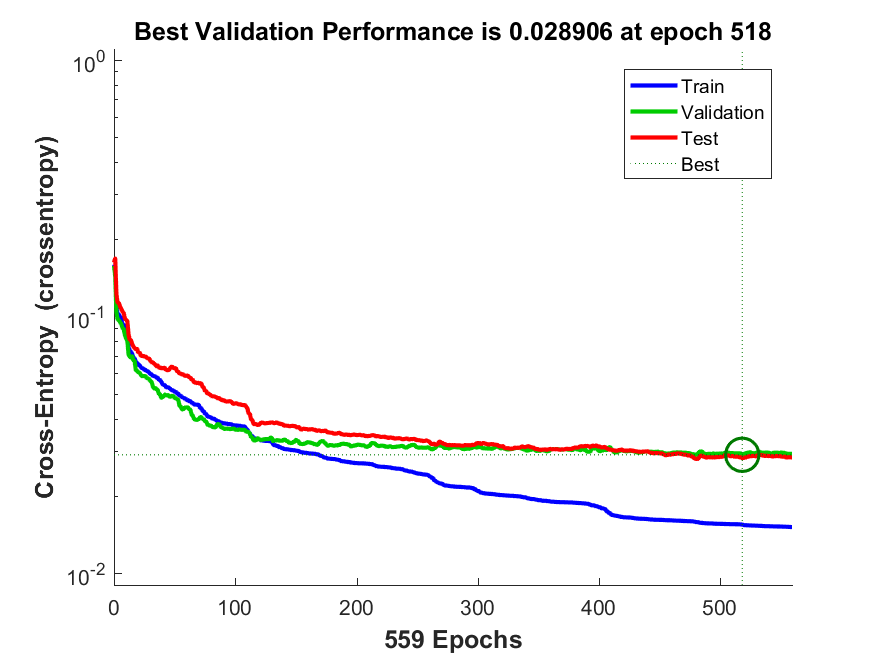 Best Validation Performance is 0.028906 at epoch 518
Cross-Entropy (crossentropy)
10^0
10^-1
10^-2
Train
Validation
Test
Best
0 100 200 300 400 500
559 Epochs